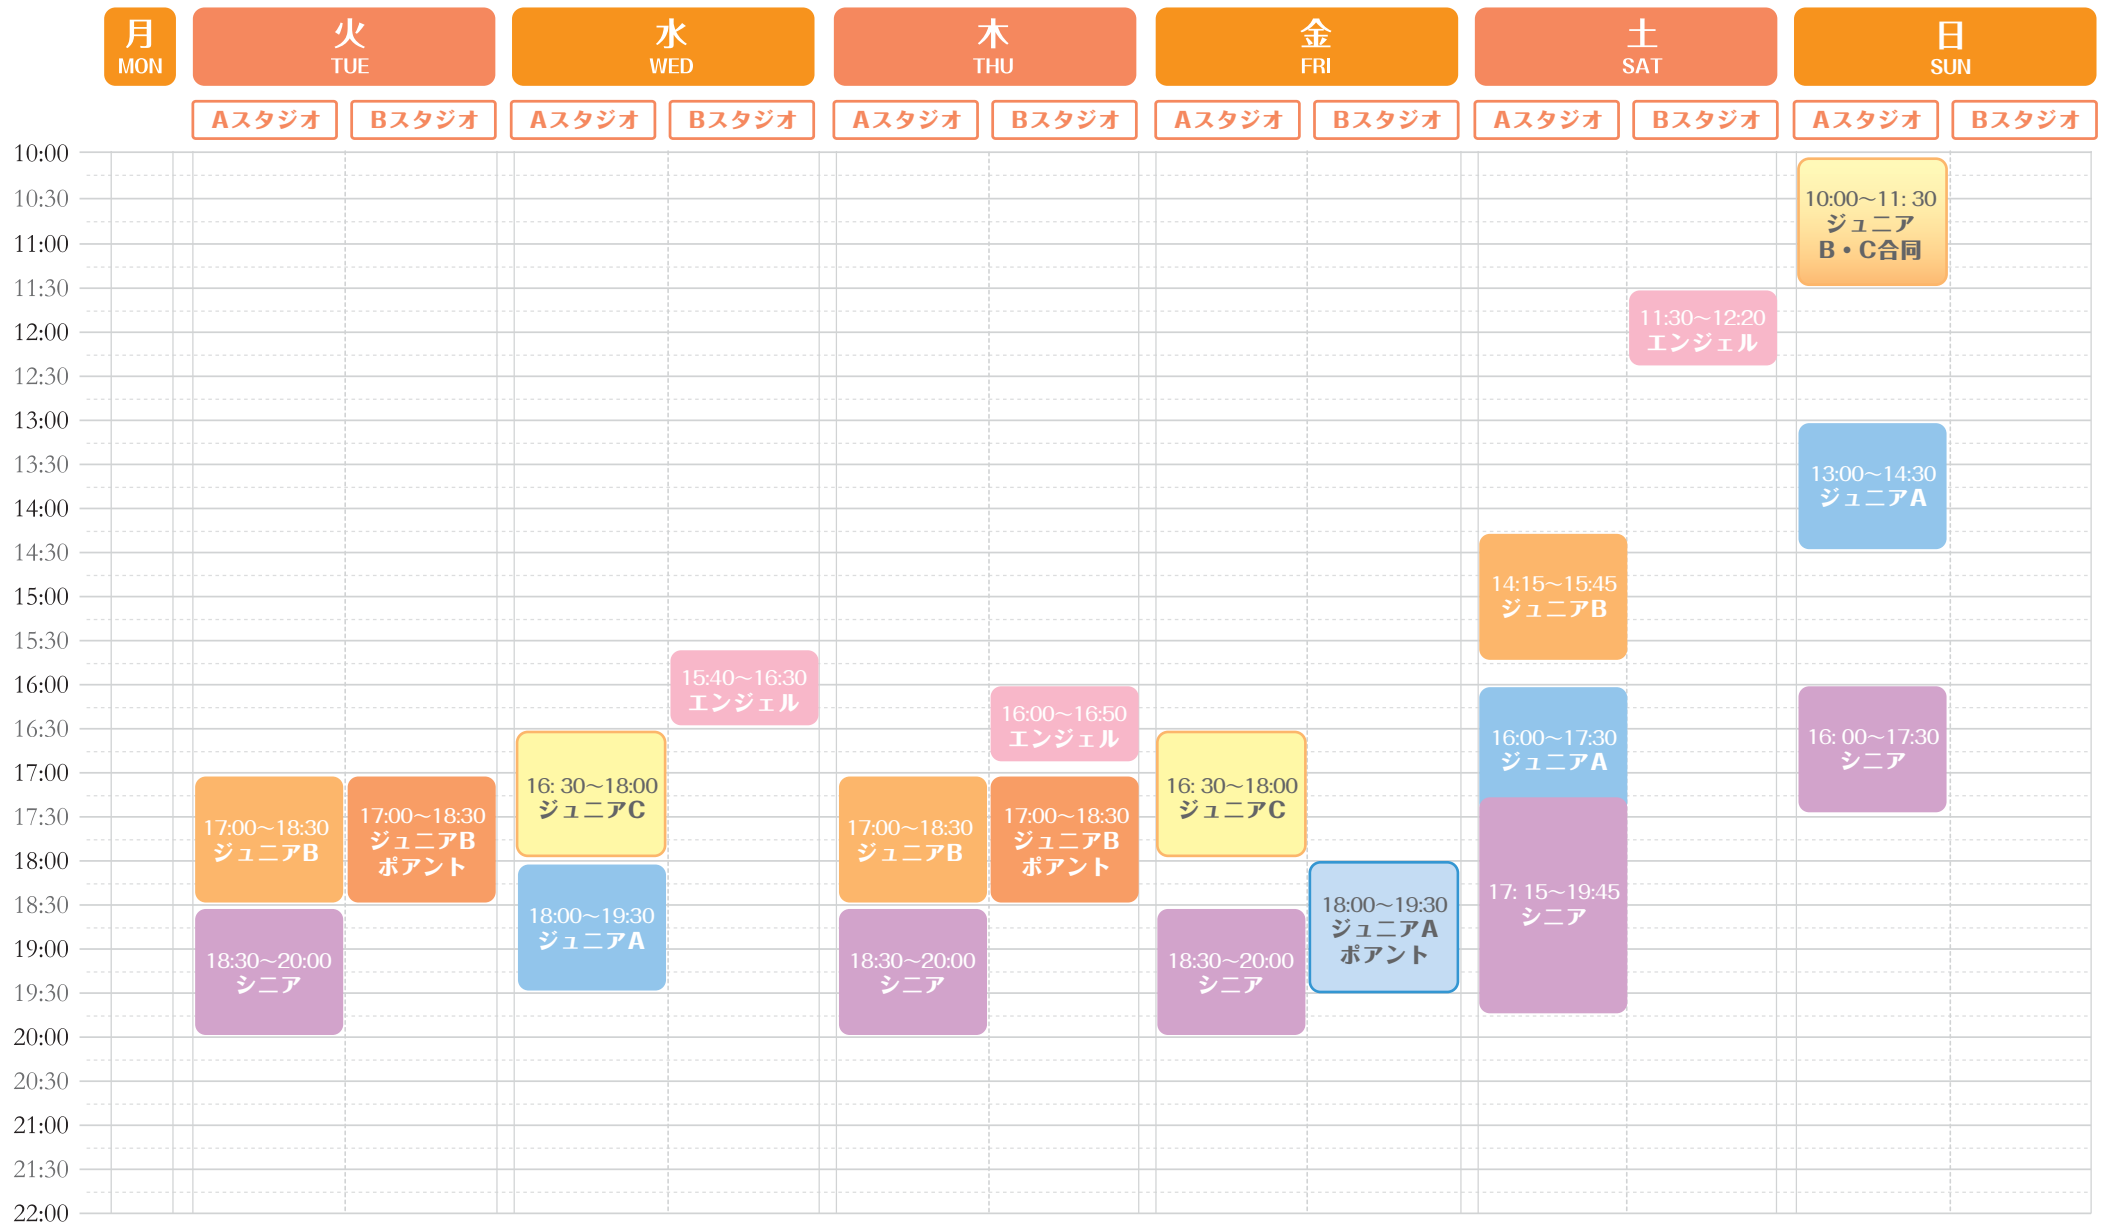 月
MON
火
TUE
水
WED
木
THU
金
FRI
土
SAT
日
SUN
Aスタジオ
Bスタジオ
Aスタジオ
Bスタジオ
Aスタジオ
Bスタジオ
Aスタジオ
Bスタジオ
Aスタジオ
Bスタジオ
Aスタジオ
Bスタジオ
10:00
10:30
11:00
11:30
12:00
12:30
13:00
13:30
14:00
14:30
15:00
15:30
16:00
16:30
17:00
17:30
18:00
18:30
19:00
19:30
20:00
20:30
21:00
21:30
22:00
17:00～18:30
ジュニアB
18:30～20:00
シニア
17:00～18:30
ジュニアB
ポアント
16: 30～18:00
ジュニアC
18:00～19:30
ジュニアA
15:40～16:30
エンジェル
17:00～18:30
ジュニアB
18:30～20:00
シニア
16:00～16:50
エンジェル
17:00～18:30
ジュニアB
ポアント
16: 30～18:00
ジュニアC
18:30～20:00
シニア
18:00～19:30
ジュニアA
ポアント
14:15～15:45
ジュニアB
16:00～17:30
ジュニアA
17: 15～19:45
シニア
11:30～12:20
エンジェル
10:00～11: 30
ジュニア
B・C合同
13:00～14:30
ジュニアA
16: 00～17:30
シニア